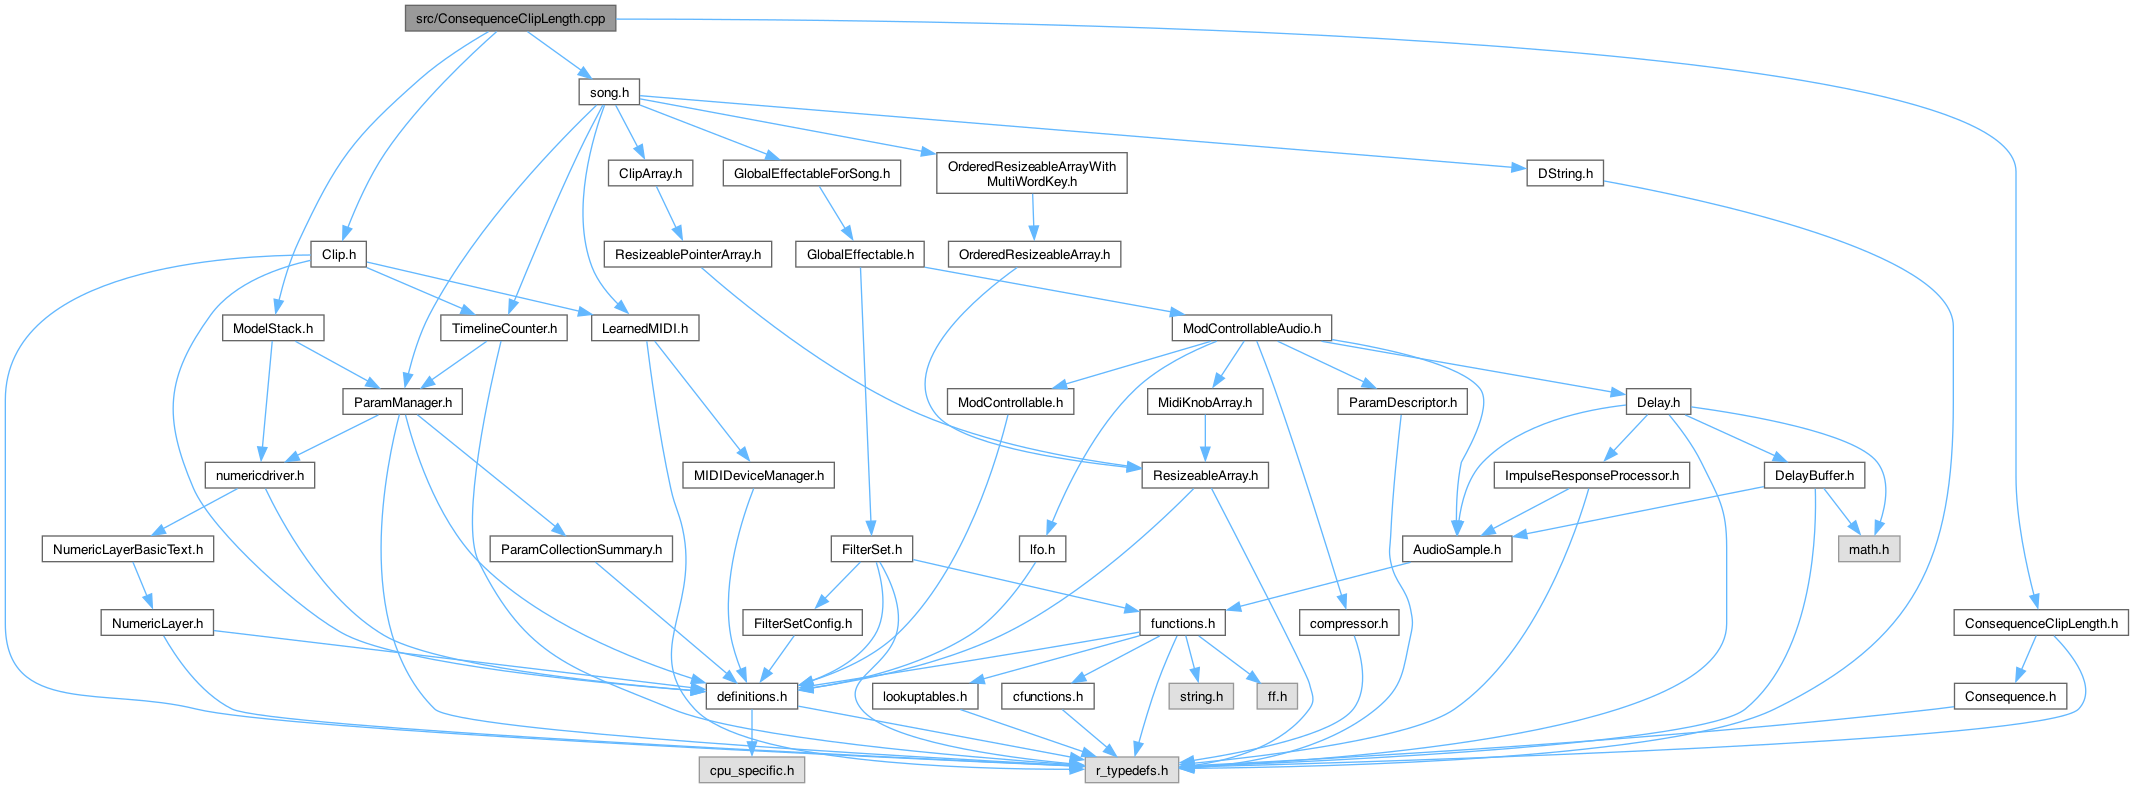 src/ConsequenceClipLength.cpp
song.h
ClipArray.h
GlobalEffectableForSong.h
OrderedResizeableArrayWith
MultiWordKey.h
DString.h
Clip.h
ResizeablePointerArray.h
GlobalEffectable.h
OrderedResizeableArray.h
ModelStack.h
TimelineCounter.h
LearnedMIDI.h
ModControllableAudio.h
ParamManager.h
ModControllable.h
MidiKnobArray.h
ParamDescriptor.h
Delay.h
numericdriver.h
MIDIDeviceManager.h
ResizeableArray.h
ImpulseResponseProcessor.h
DelayBuffer.h
NumericLayerBasicText.h
ParamCollectionSummary.h
FilterSet.h
lfo.h
AudioSample.h
math.h
NumericLayer.h
FilterSetConfig.h
functions.h
compressor.h
ConsequenceClipLength.h
definitions.h
lookuptables.h
cfunctions.h
string.h
ff.h
Consequence.h
cpu_specific.h
r_typedefs.h